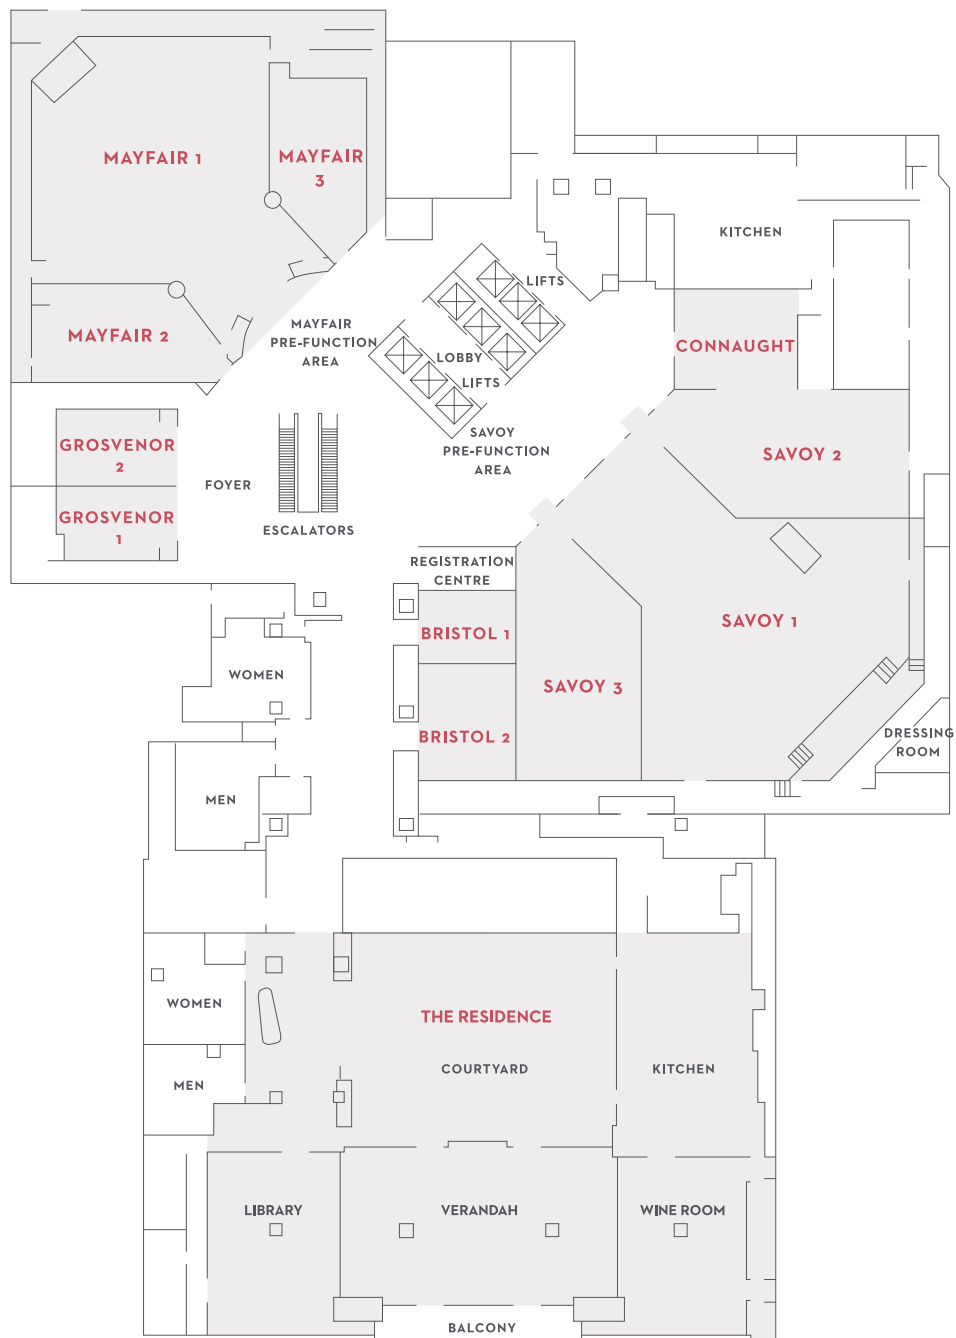 MAYFAIR 1
MAYFAIR
3
KITCHEN
LIFTS
MAYFAIR
PRE-FUNCTION
AREA
MAYFAIR 2
LOBBY
LIFTS
CONNAUGHT
SAVOY
PRE-FUNCTION
AREA
SAVOY 2
GROSVENOR
2
FOYER
GROSVENOR
1
ESCALATORS
REGISTRATION
CENTRE
BRISTOL 1
SAVOY 1
WOMEN
SAVOY 3
BRISTOL 2
DRESSING
ROOM
MEN
WOMEN
THE RESIDENCE
COURTYARD
KITCHEN
MEN
LIBRARY
VERANDAH
WINE ROOM
BALCONY